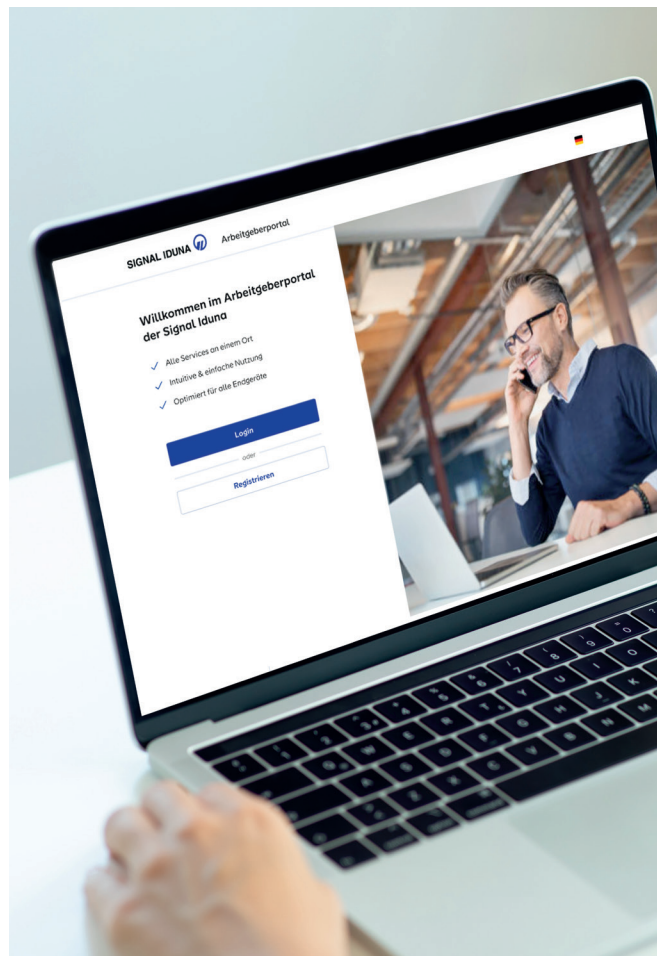 SIGNAL IDUNA Arbeitgeberportal
Willkommen im Arbeitgeberportal
der Signal Iduna
Alle Services an einem Ort
Intuitive & einfache Nutzung
Optimiert für alle Endgeräte
Login
oder
Registrieren